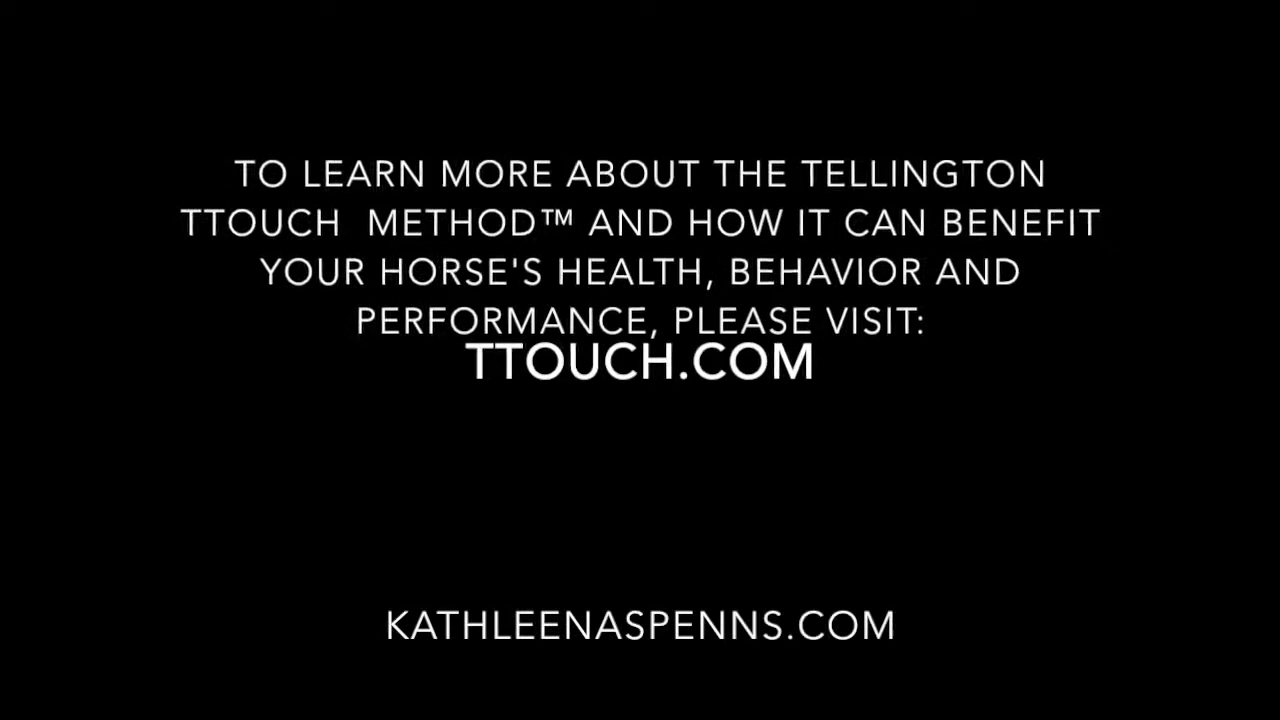 TO LEARN MORE ABOUT THE TELLINGTON
TTOUCH  METHOD™ AND HOW IT CAN BENEFIT
YOUR HORSE'S HEALTH, BEHAVIOR AND
PERFORMANCE, PLEASE VISIT:
TTOUCH.COM
KATHLEENASPENNS.COM